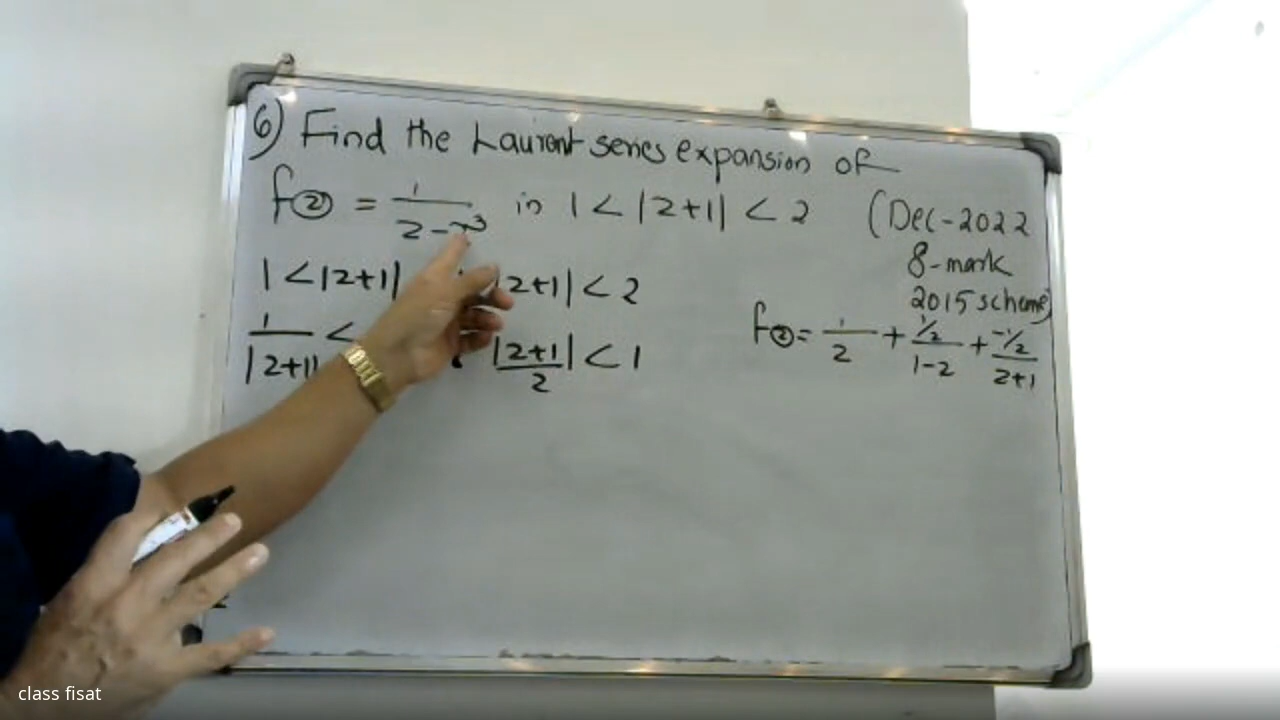 6) Find the Laurent series expansion of
f(z) = 1/(z-z³) in 1 < |z+1| < 2 (Dec-2022
8-mark
2015 scheme)
1 < |z+1| |z+1| < 2
1/|z+1| < |z+1|/2 < 1
f(z) = 1/z + (1/2)/(1-z) + (-1/2)/(z+1)
class fisat